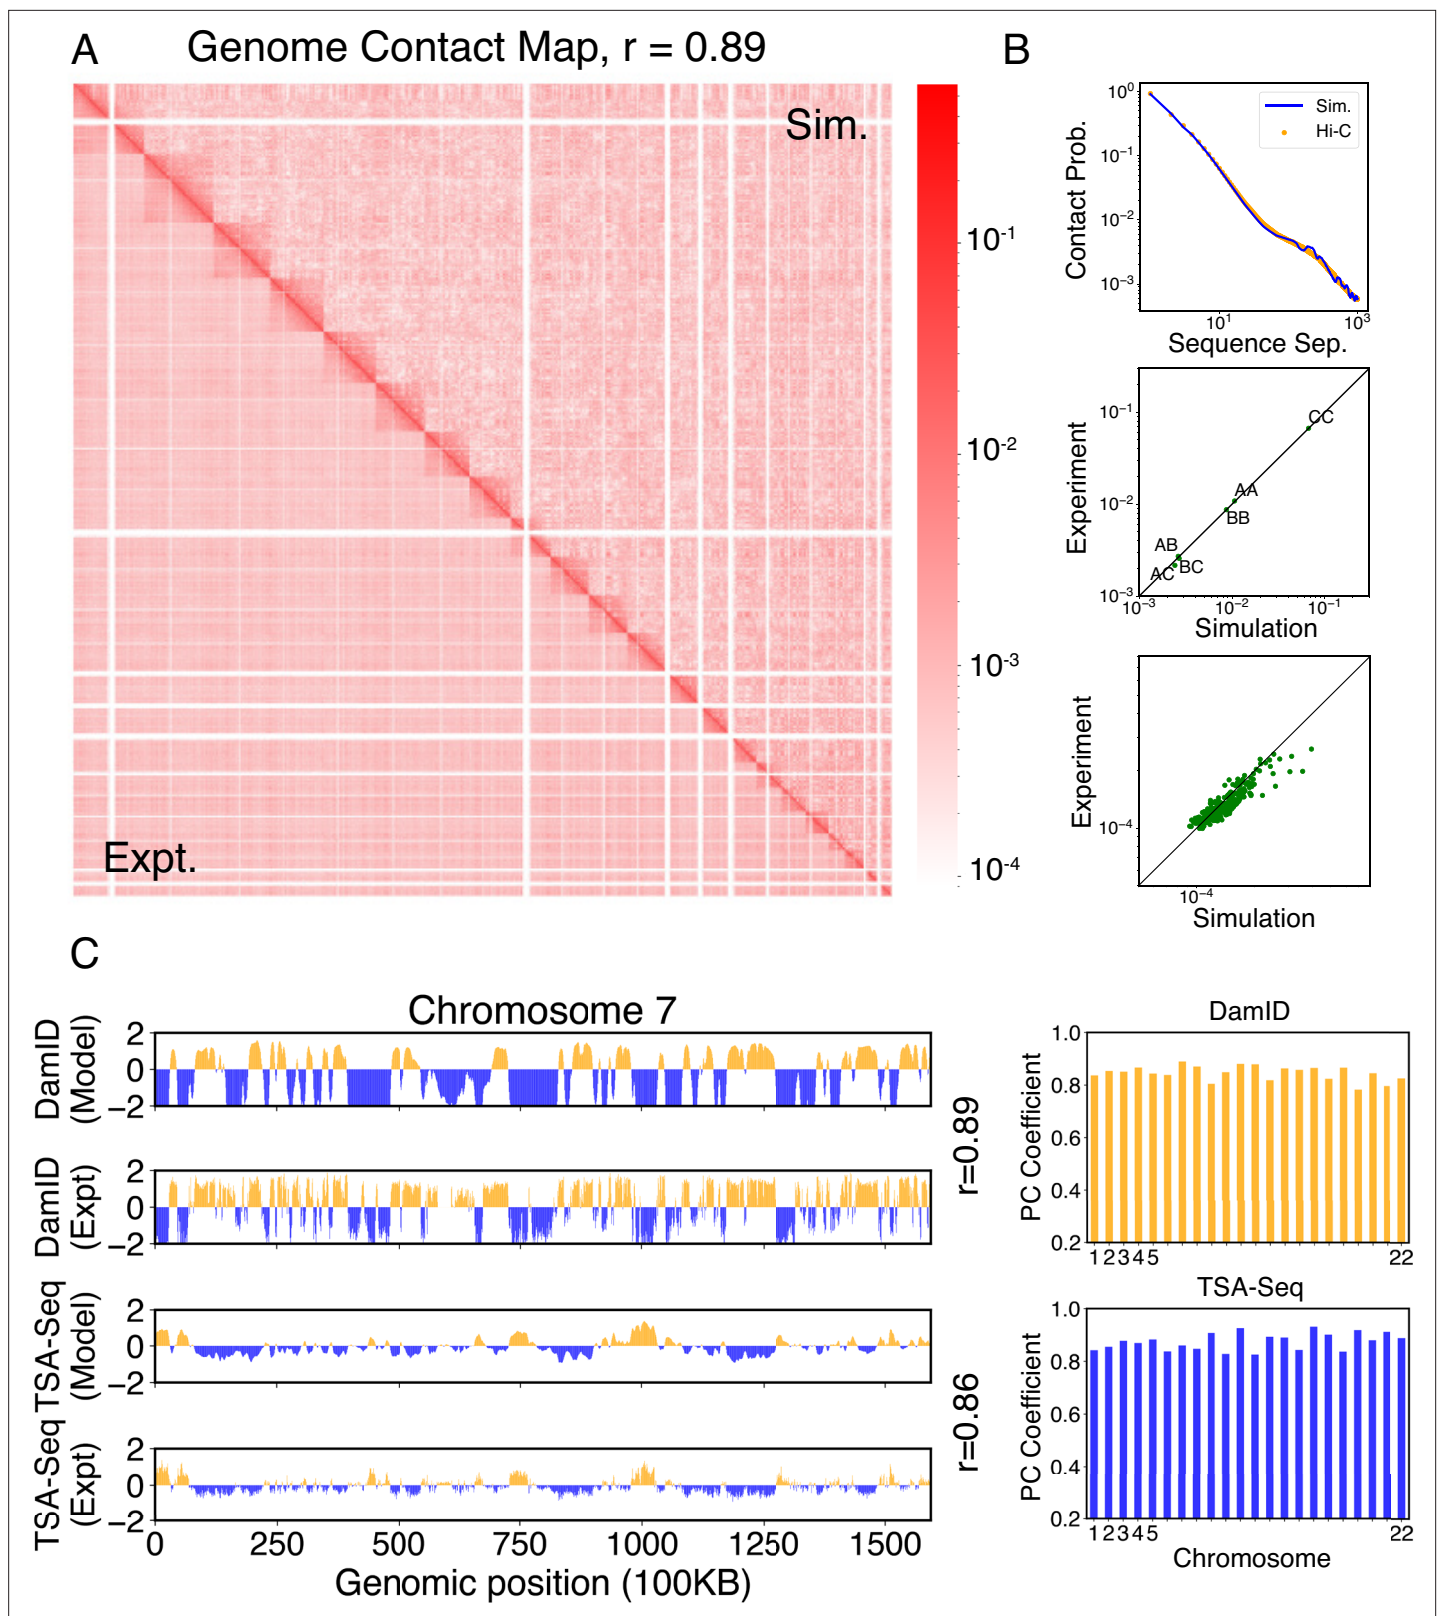 A
Genome Contact Map, r = 0.89
Sim.
Expt.
10-1
10-2
10-3
10-4
B
Contact Prob.
10⁰
10⁻¹
10⁻²
10⁻³
Sim.
Hi-C
10¹
10³
Sequence Sep.
Experiment
10⁻¹
10⁻²
10⁻³
CC
AA
BB
AB
BC
AC
10⁻³
10⁻²
10⁻¹
Simulation
Experiment
10⁻⁴
10⁻⁴
Simulation
C
Chromosome 7
DamID
(Model)
2
0
−2
DamID
(Expt)
2
0
−2
r=0.89
TSA-Seq
(Model)
2
0
−2
TSA-Seq
(Expt)
2
0
−2
r=0.86
0
250
500
750
1000
1250
1500
Genomic position (100KB)
DamID
PC Coefficient
1.0
0.8
0.6
0.4
0.2
1 2 3 4 5
22
TSA-Seq
PC Coefficient
1.0
0.8
0.6
0.4
0.2
1 2 3 4 5
22
Chromosome